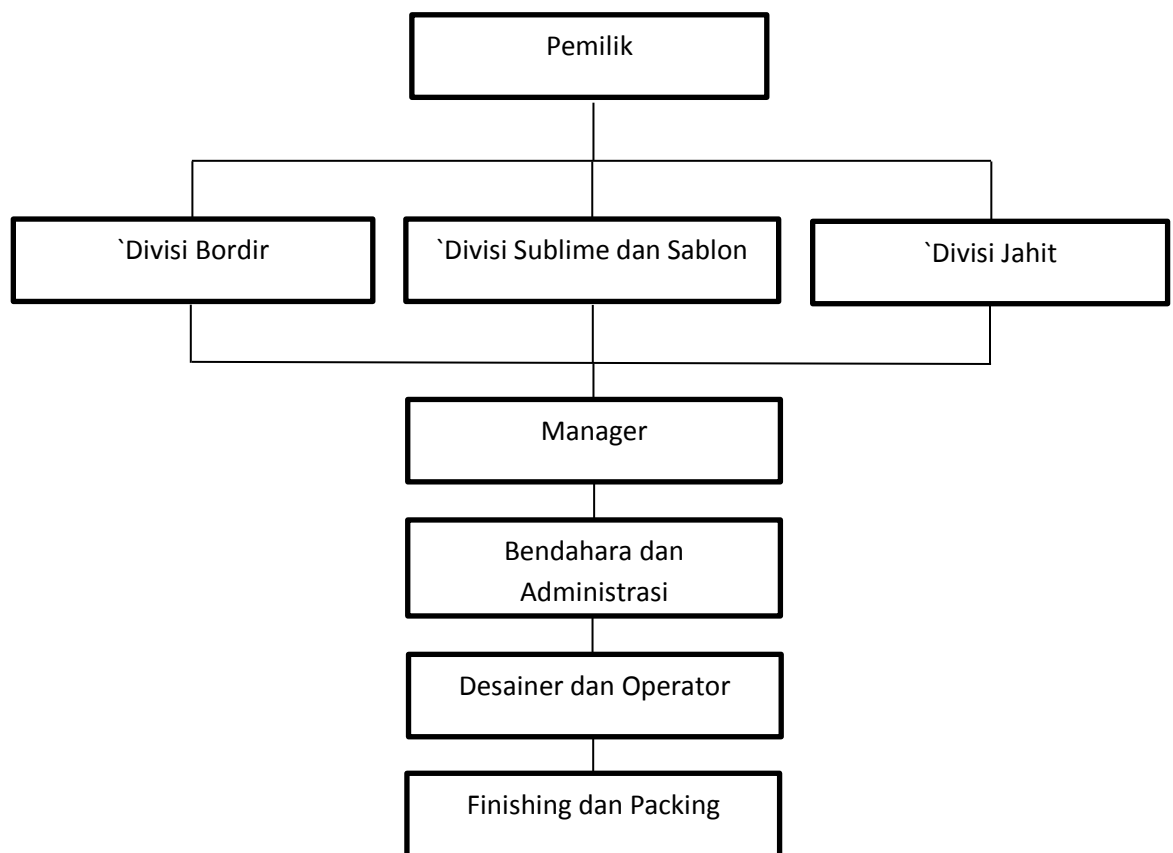 Pemilik
`Divisi Bordir
`Divisi Sublime dan Sablon
`Divisi Jahit
Manager
Bendahara dan
Administrasi
Desainer dan Operator
Finishing dan Packing